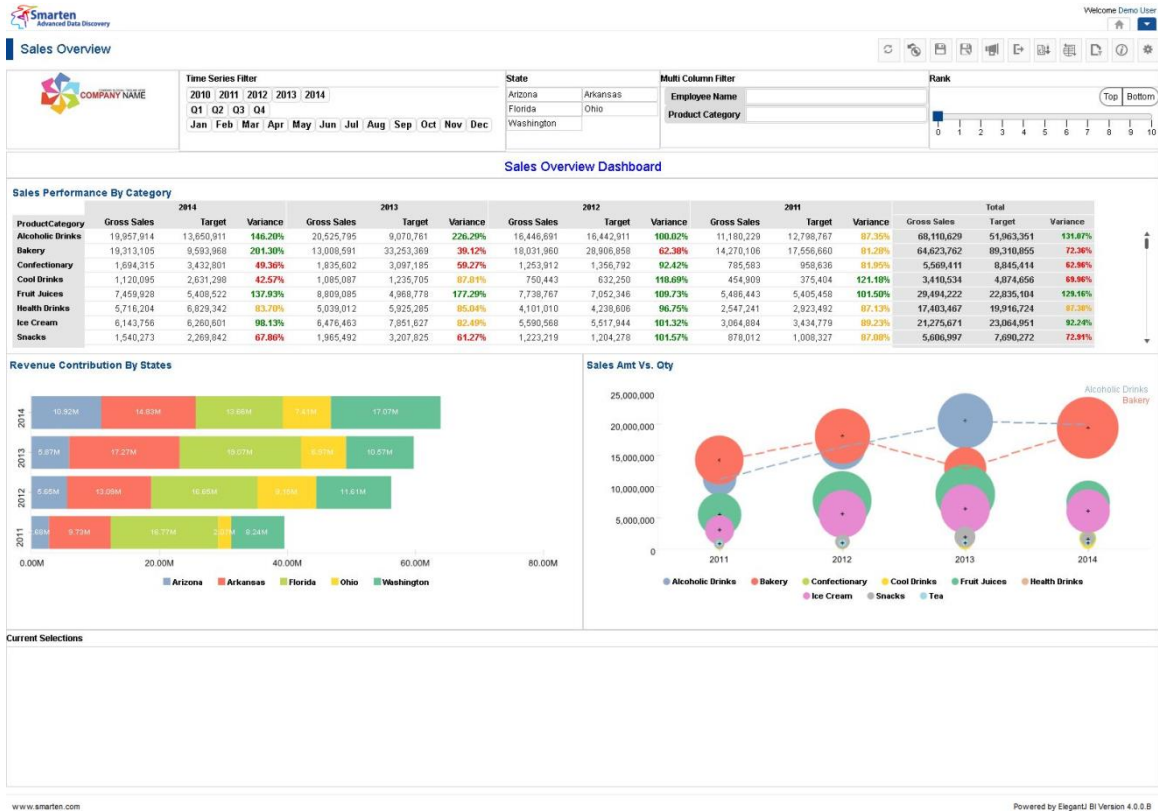 Smarten
Advanced Data Discovery
Welcome Demo User
Sales Overview
COMPANY NAME
Time Series Filter
2010 2011 2012 2013 2014
Q1 Q2 Q3 Q4
Jan Feb Mar Apr May Jun Jul Aug Sep Oct Nov Dec
State
Arizona Arkansas
Florida Ohio
Washington
Multi Column Filter
Employee Name
Product Category
Rank
Top Bottom
0 1 2 3 4 5 6 7 8 9 10
Sales Overview Dashboard
Sales Performance By Category
2014 2013 2012 2011 Total
ProductCategory Gross Sales Target Variance Gross Sales Target Variance Gross Sales Target Variance Gross Sales Target Variance Gross Sales Target Variance
Alcoholic Drinks 19,957,914 13,650,911 146.20% 20,525,795 9,070,761 226.29% 16,446,691 16,442,911 100.02% 11,180,229 12,798,767 87.35% 68,110,629 51,963,351 131.07%
Bakery 19,313,105 9,593,968 201.30% 13,008,591 33,253,369 39.12% 18,031,960 28,906,858 62.38% 14,270,106 17,556,660 81.28% 64,623,762 89,310,855 72.36%
Confectionary 1,694,315 3,432,801 49.36% 1,835,602 3,097,185 59.27% 1,253,912 1,356,792 92.42% 785,583 958,636 81.95% 5,569,411 8,845,414 62.96%
Cool Drinks 1,120,095 2,631,298 42.57% 1,085,087 1,235,705 87.81% 750,443 632,250 118.69% 454,909 375,404 121.18% 3,410,534 4,874,656 69.96%
Fruit Juices 7,459,928 5,408,522 137.93% 8,809,085 4,968,778 177.29% 7,738,767 7,052,346 109.73% 5,486,443 5,405,458 101.50% 29,494,222 22,835,104 129.16%
Health Drinks 5,716,204 6,829,342 83.70% 5,039,012 5,925,285 85.04% 4,101,010 4,238,606 96.75% 2,547,241 2,923,492 87.13% 17,403,467 19,916,724 87.38%
Ice Cream 6,143,756 6,260,601 98.13% 6,476,463 7,851,627 82.49% 5,590,568 5,517,944 101.32% 3,064,884 3,434,779 89.23% 21,275,671 23,064,951 92.24%
Snacks 1,540,273 2,269,842 67.86% 1,965,492 3,207,825 61.27% 1,223,219 1,204,278 101.57% 878,012 1,008,327 87.08% 5,606,997 7,690,272 72.91%
Revenue Contribution By States
2014 10.92M 14.83M 17.07M
2013 17.27M 10.57M
2012 11.61M
2011 9.73M 16.77M 8.24M
0.00M 20.00M 40.00M 60.00M 80.00M
Arizona Arkansas Florida Ohio Washington
Sales Amt Vs. Qty
Alcoholic Drinks
Bakery
25,000,000
20,000,000
15,000,000
10,000,000
5,000,000
0
2011 2012 2013 2014
Alcoholic Drinks Bakery Confectionary Cool Drinks Fruit Juices Health Drinks
Ice Cream Snacks Tea
Current Selections
www.smarten.com
Powered by ElegantJ BI Version 4.0.0.B